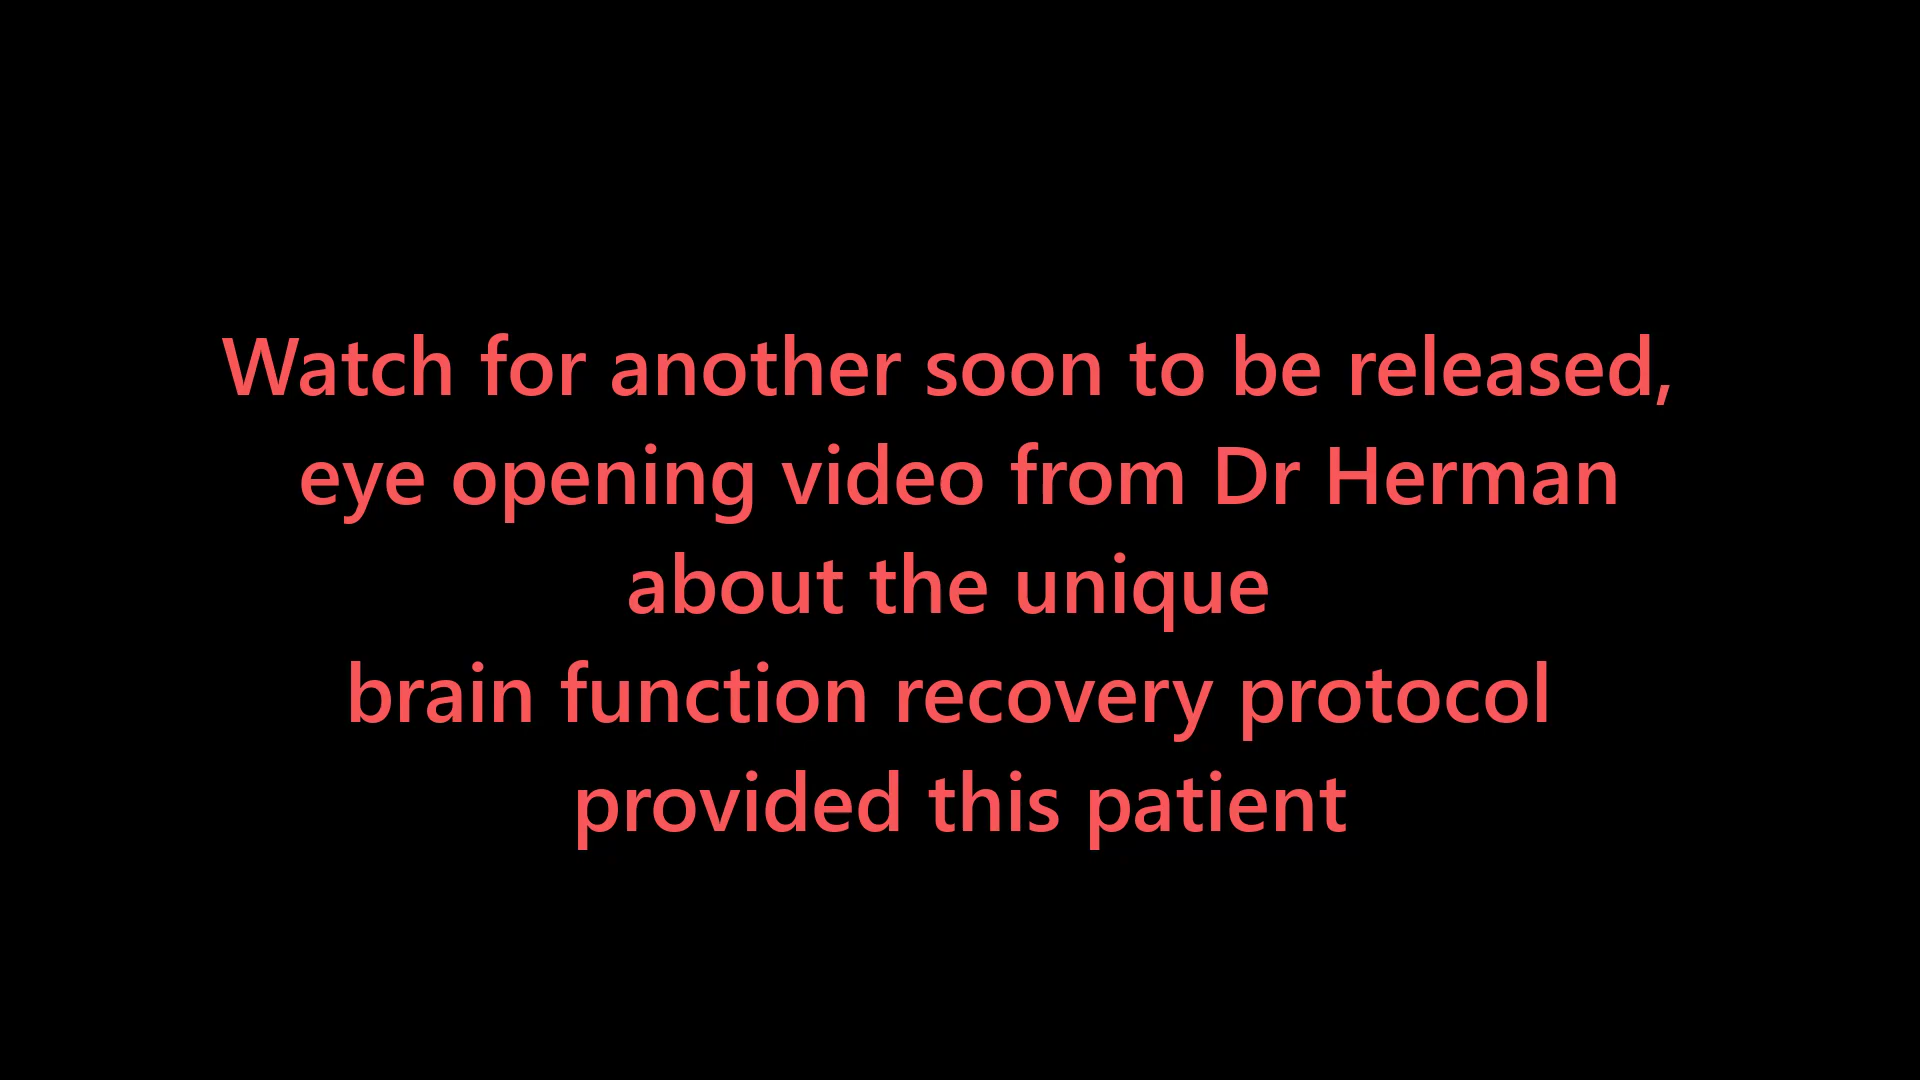 Watch for another soon to be released,
eye opening video from Dr Herman
about the unique
brain function recovery protocol
provided this patient